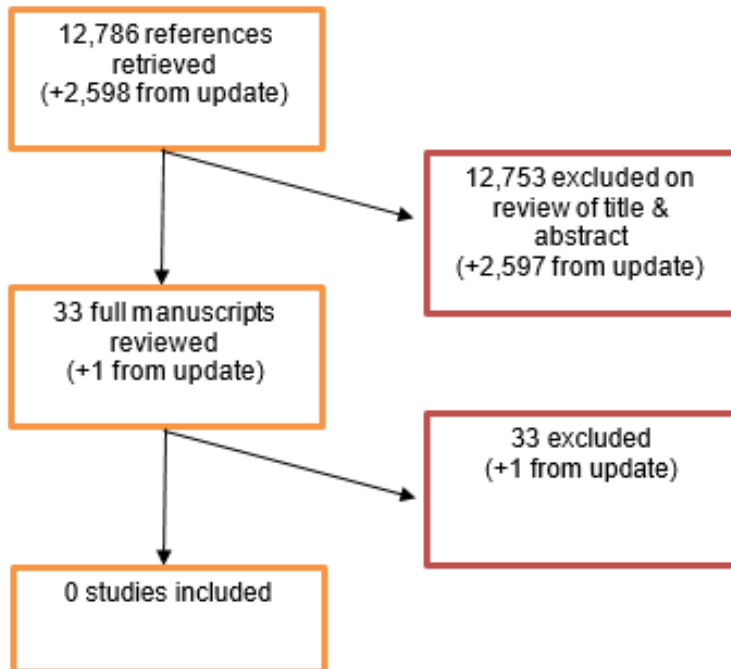 12,786 references
retrieved
(+2,598 from update)
12,753 excluded on
review of title &
abstract
(+2,597 from update)
33 full manuscripts
reviewed
(+1 from update)
33 excluded
(+1 from update)
0 studies included